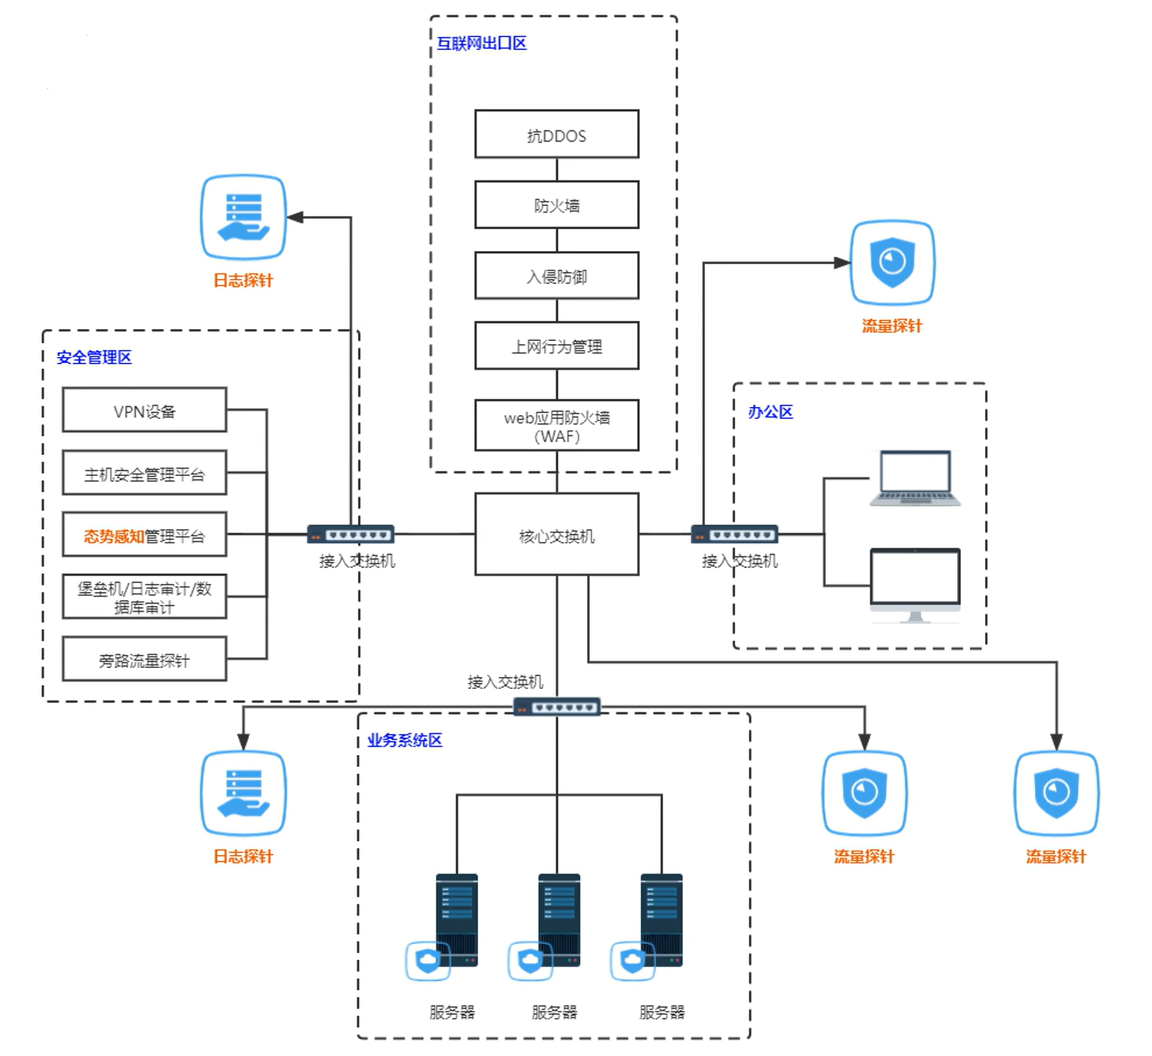 互联网出口区
抗DDOS
防火墙
入侵防御
上网行为管理
web应用防火墙
（WAF）
日志探针
流量探针
安全管理区
VPN设备
主机安全管理平台
态势感知管理平台
堡垒机/日志审计/数
据库审计
旁路流量探针
接入交换机
核心交换机
接入交换机
办公区
接入交换机
业务系统区
日志探针
流量探针
流量探针
服务器
服务器
服务器